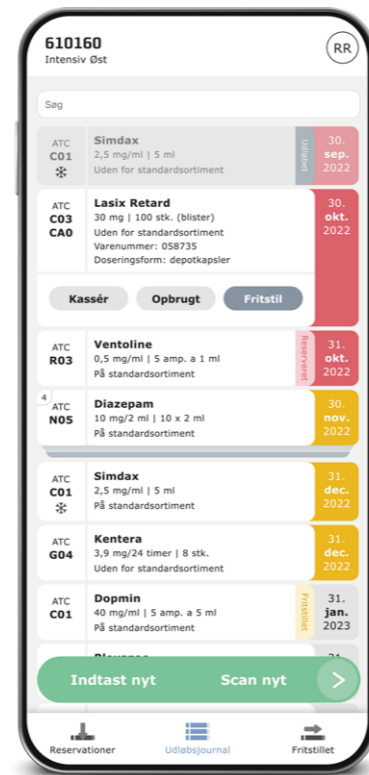 610160
Intensiv Øst
RR
Søg
ATC
C01
Simdax
2,5 mg/ml | 5 ml
Uden for standardsortiment
Udløbet
30.
sep.
2022
ATC
C03
CA0
Lasix Retard
30 mg | 100 stk. (blister)
Uden for standardsortiment
Varenummer: 058735
Doseringsform: depotkapsler
30.
okt.
2022
Kassér
Opbrugt
Fritstil
ATC
R03
Ventoline
0,5 mg/ml | 5 amp. a 1 ml
På standardsortiment
Reserveret
31.
okt.
2022
4
ATC
N05
Diazepam
10 mg/2 ml | 10 x 2 ml
På standardsortiment
30.
nov.
2022
ATC
C01
Simdax
2,5 mg/ml | 5 ml
På standardsortiment
31.
dec.
2022
ATC
G04
Kentera
3,9 mg/24 timer | 8 stk.
Uden for standardsortiment
31.
dec.
2022
ATC
C01
Dopmin
40 mg/ml | 5 amp. a 5 ml
På standardsortiment
Fritstillet
31.
jan.
2023
Indtast nyt
Scan nyt
Reservationer
Udløbsjournal
Fritstillet